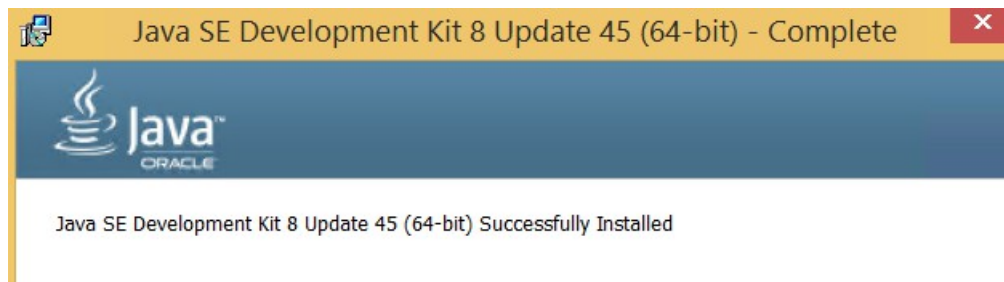 Java SE Development Kit 8 Update 45 (64-bit) - Complete
Java™
ORACLE
Java SE Development Kit 8 Update 45 (64-bit) Successfully Installed